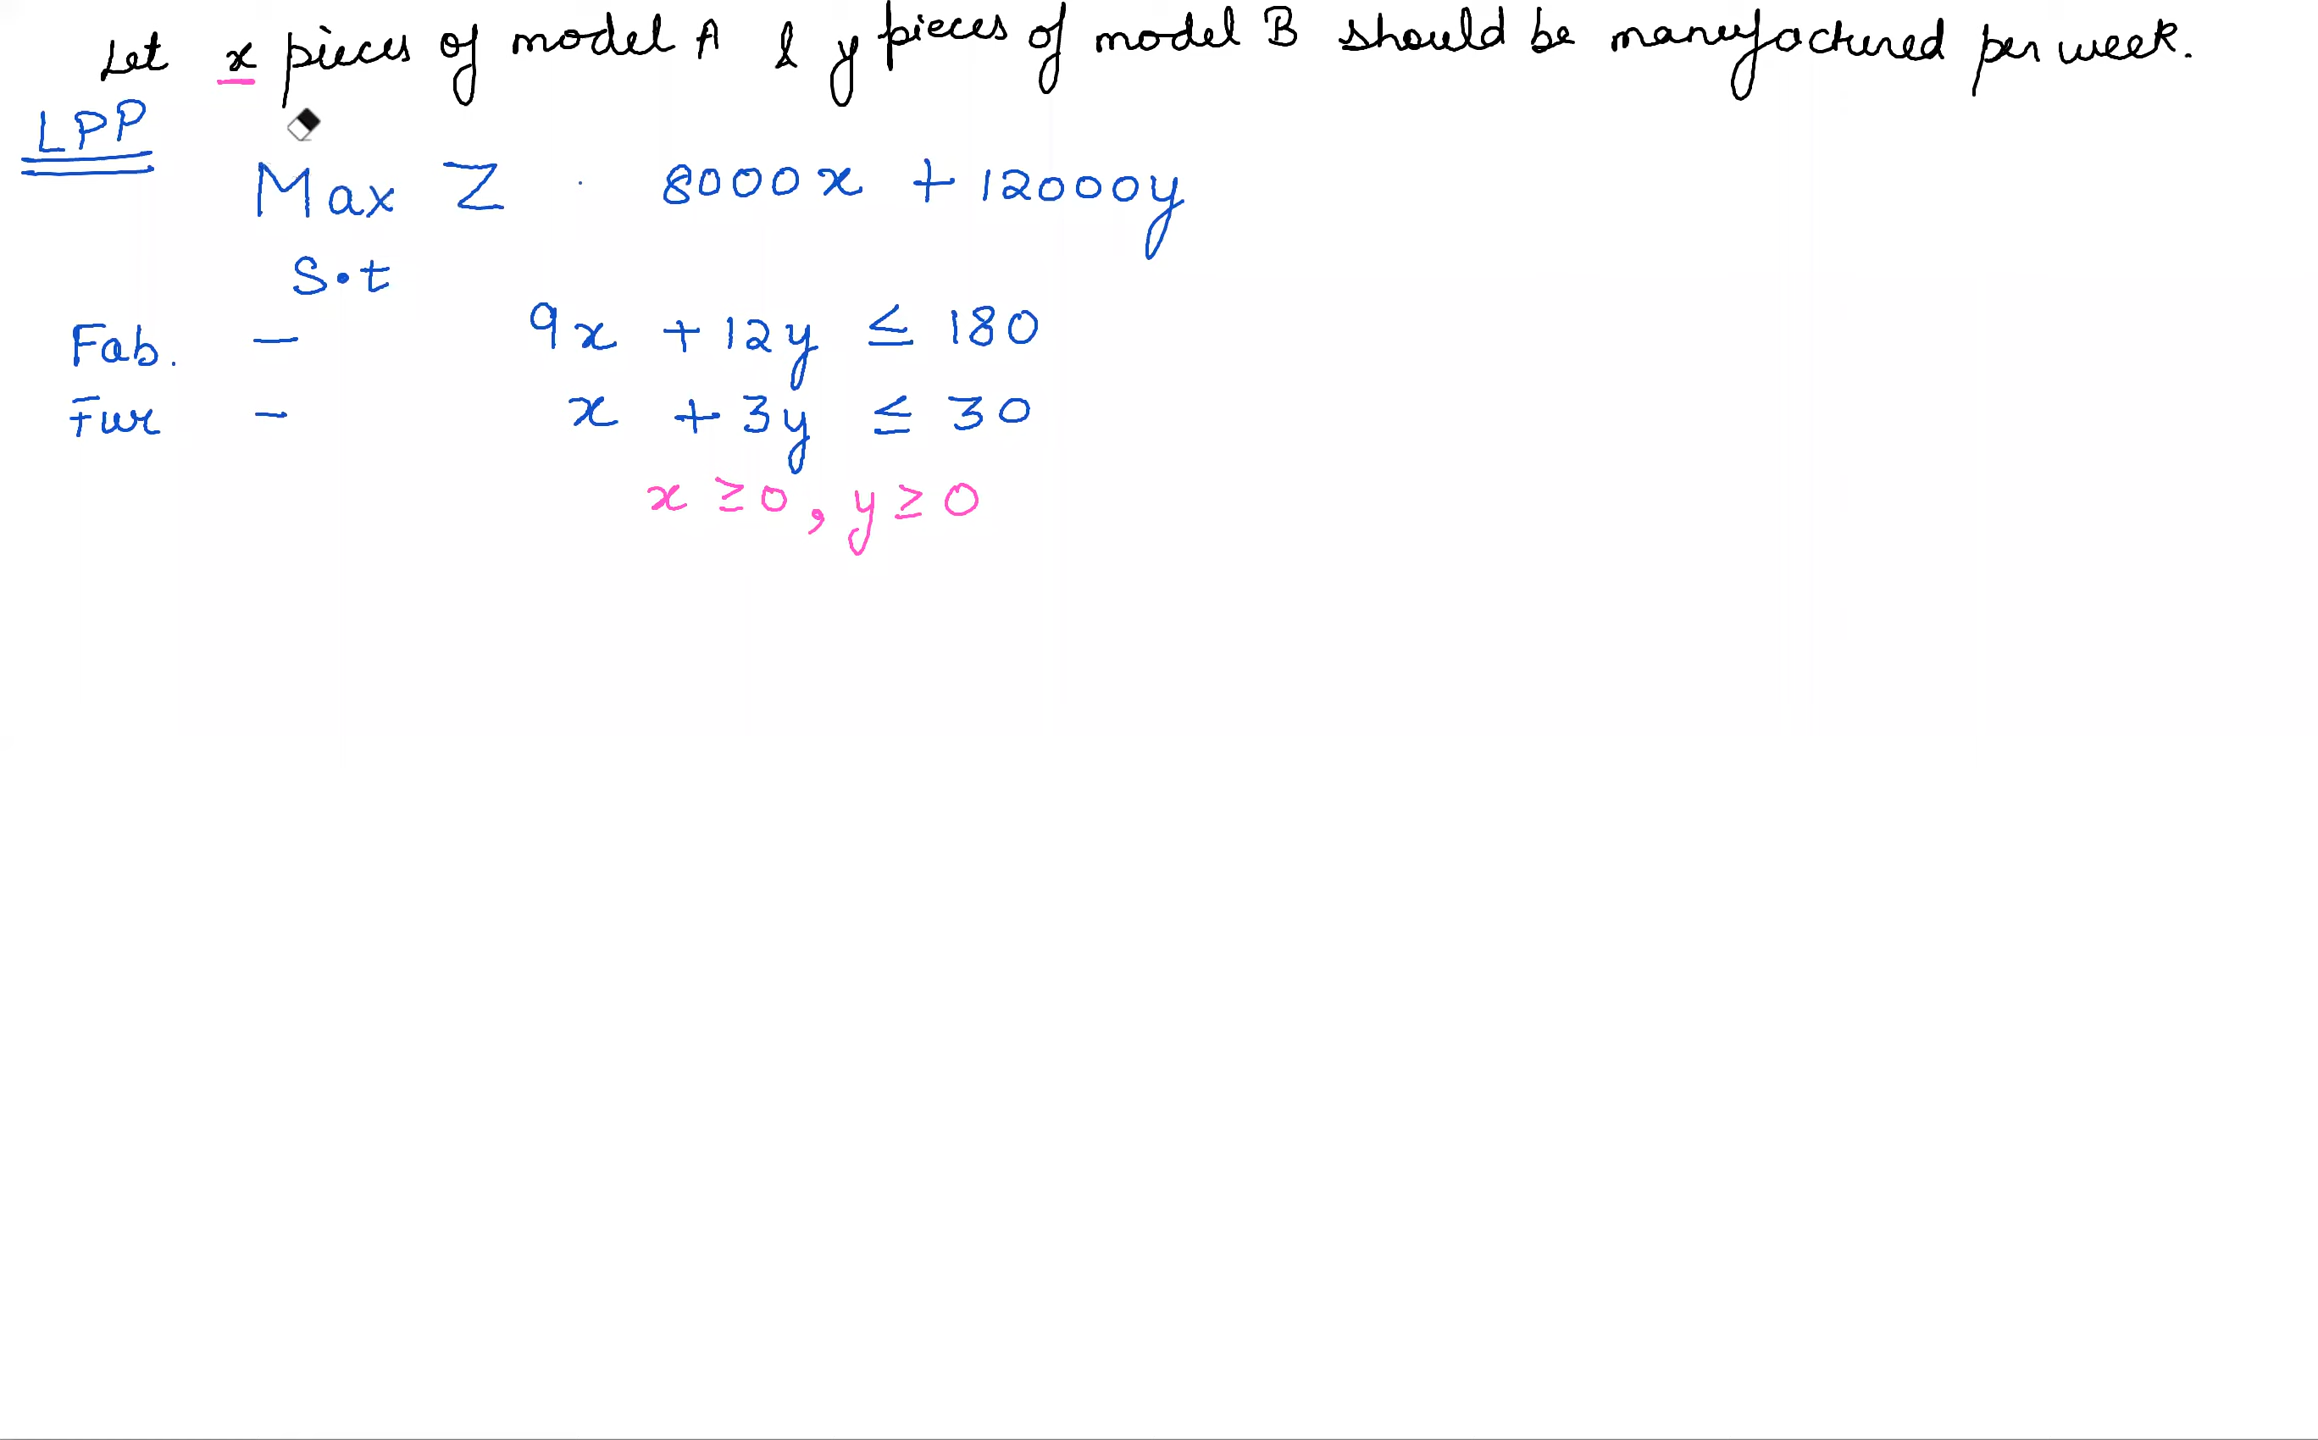 Let x pieces of model A & y pieces of model B should be manufactured per week.
LPP
Max Z 8000x + 12000y
S.t
Fab. - 9x + 12y ≤ 180
Fur - x + 3y ≤ 30
x ≥ 0, y ≥ 0